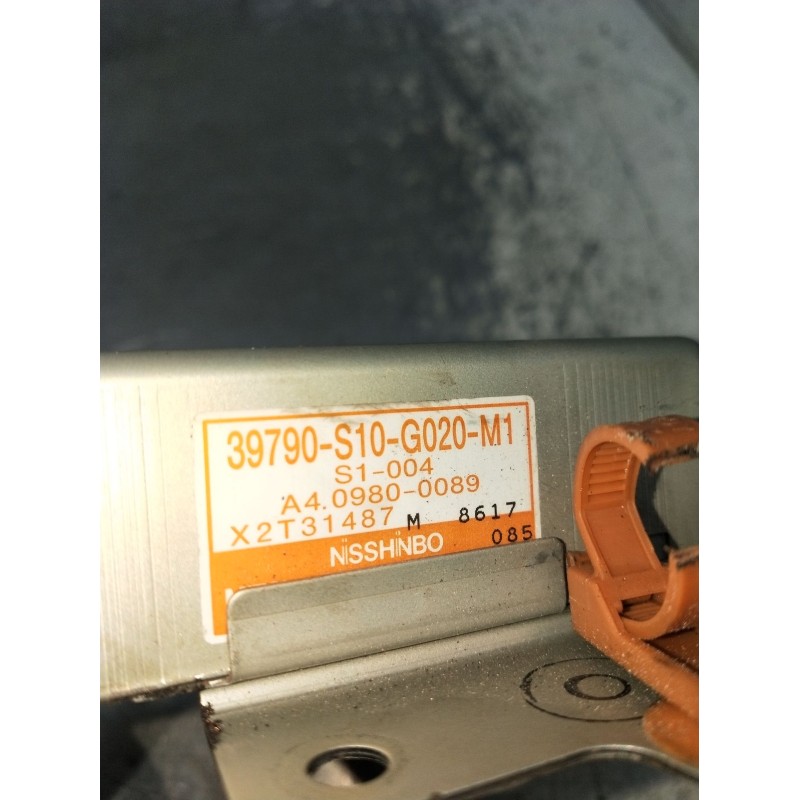 39790-S10-G020-M1
S1-004
A4.0980-0089
X2T31487 M 8617
NISSHINBO 085